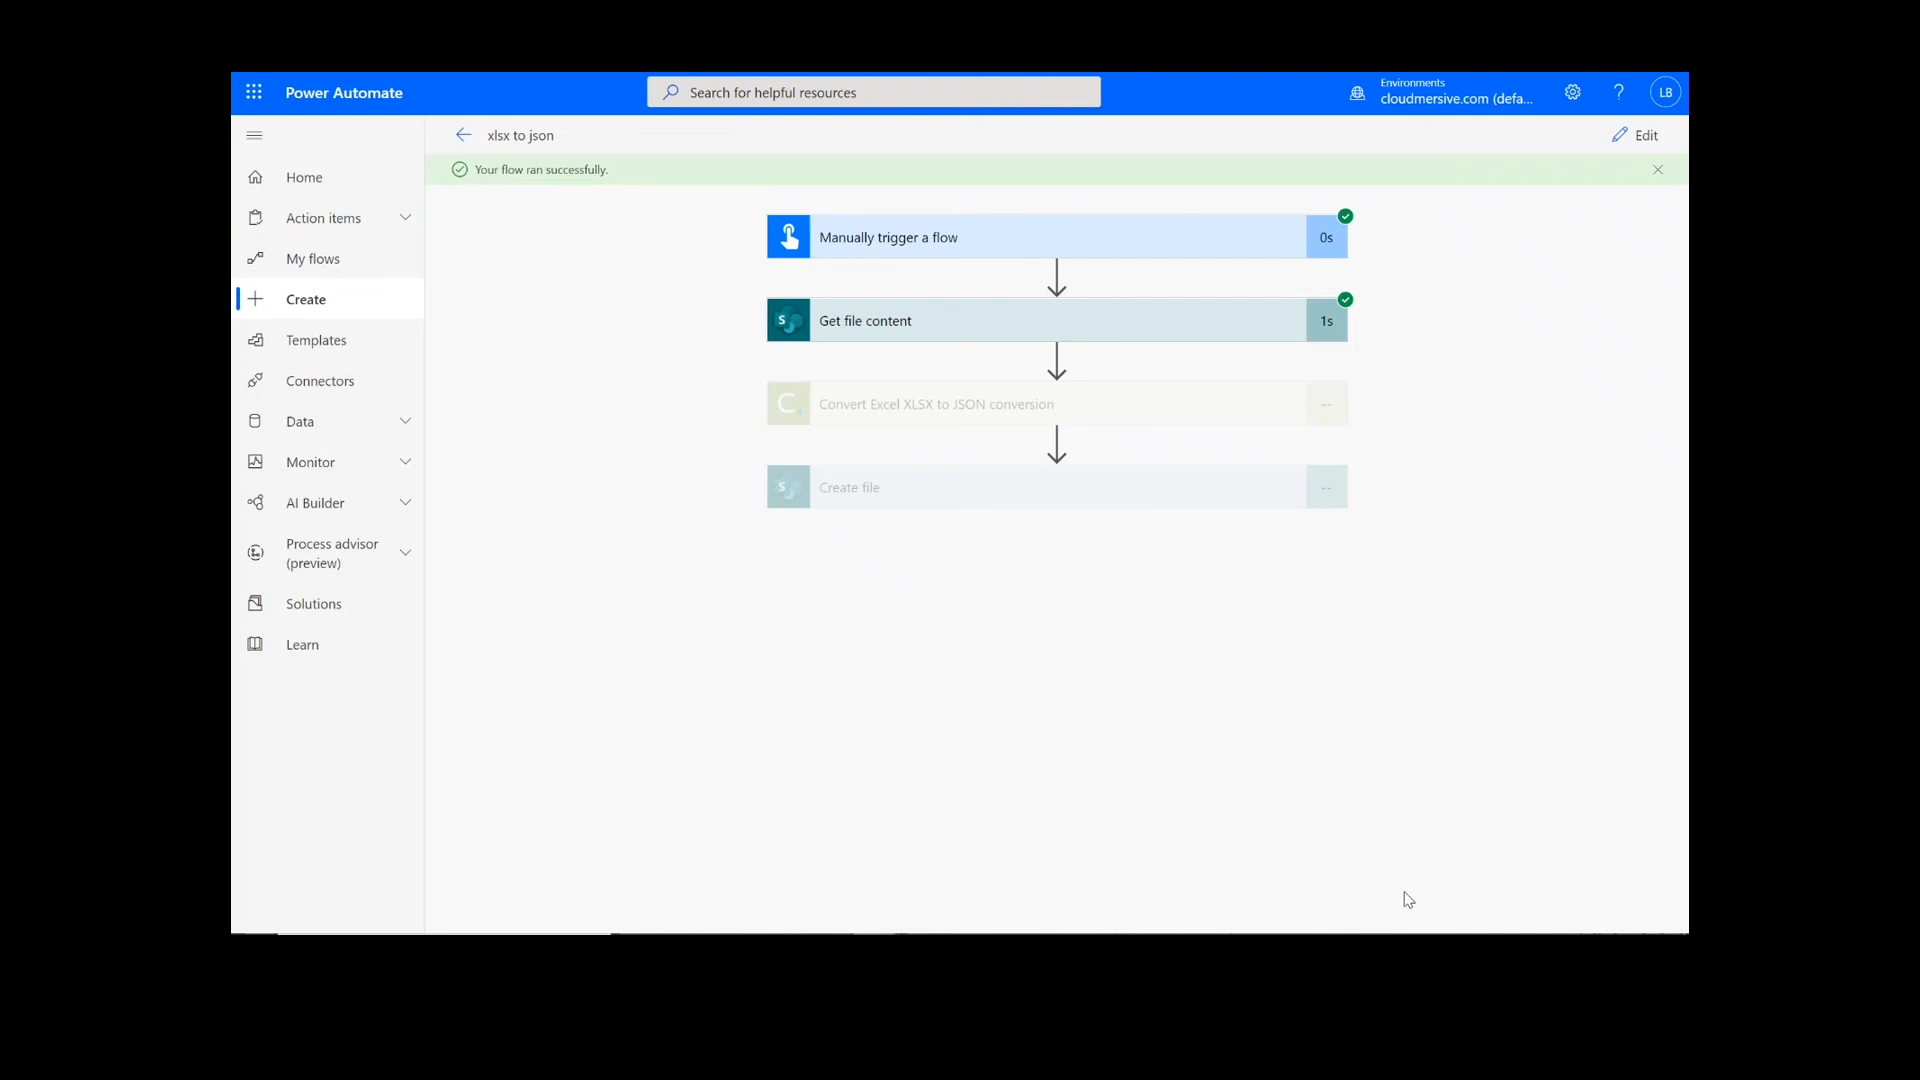 Power Automate
Search for helpful resources
Environments
cloudmersive.com (defa...
?
LB
xlsx to json
Edit
Your flow ran successfully.
Home
Action items
My flows
Create
Templates
Connectors
Data
Monitor
AI Builder
Process advisor
(preview)
Solutions
Learn
Manually trigger a flow
0s
S
Get file content
1s
C
Convert Excel XLSX to JSON conversion
--
S
Create file
--